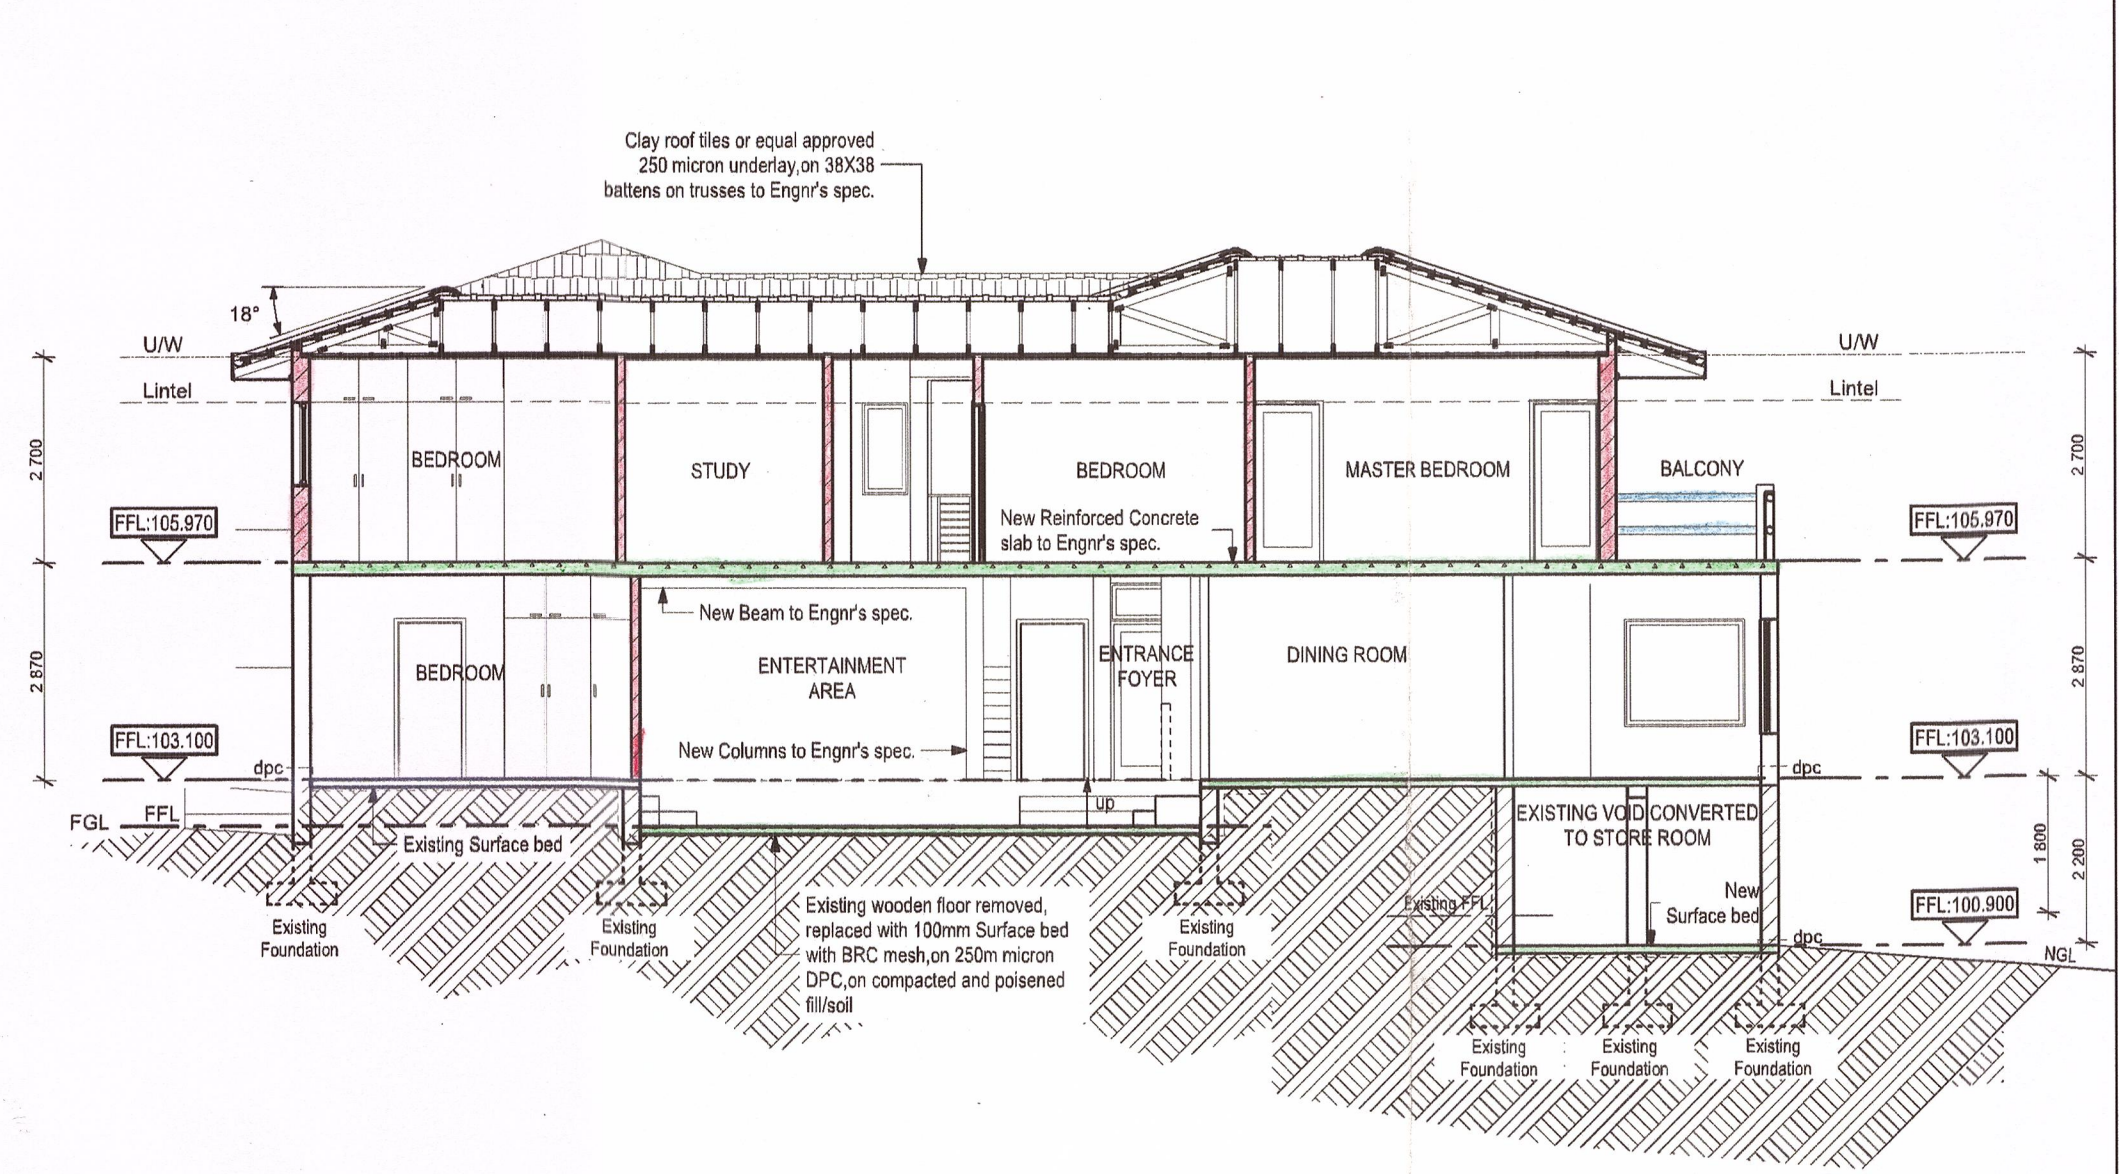 Clay roof tiles or equal approved
250 micron underlay,on 38X38
battens on trusses to Engnr's spec.
18°
U/W
U/W
Lintel
Lintel
2 700
BEDROOM
STUDY
BEDROOM
MASTER BEDROOM
BALCONY
2 700
New Reinforced Concrete
slab to Engnr's spec.
FFL:105.970
FFL:105.970
New Beam to Engnr's spec.
2 870
BEDROOM
ENTERTAINMENT
AREA
ENTRANCE
FOYER
DINING ROOM
2 870
New Columns to Engnr's spec.
FFL:103.100
FFL:103.100
dpc
dpc
up
FGL
FFL
Existing Surface bed
EXISTING VOID CONVERTED
TO STORE ROOM
1 800
2 200
New
Surface bed
Existing FFL
FFL:100.900
dpc
NGL
Existing
Foundation
Existing
Foundation
Existing wooden floor removed,
replaced with 100mm Surface bed
with BRC mesh,on 250m micron
DPC,on compacted and poisened
fill/soil
Existing
Foundation
Existing
Foundation
Existing
Foundation
Existing
Foundation